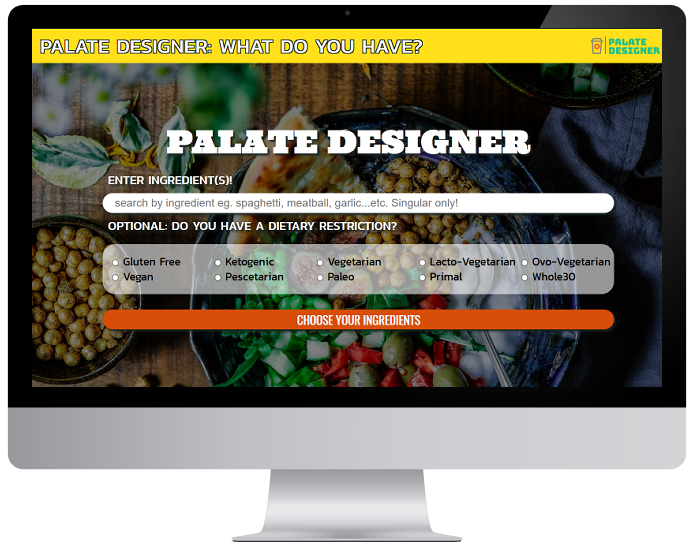 PALATE DESIGNER: WHAT DO YOU HAVE?
PALATE
DESIGNER
PALATE DESIGNER
ENTER INGREDIENT(S)!
search by ingredient eg. spaghetti, meatball, garlic...etc. Singular only!
OPTIONAL: DO YOU HAVE A DIETARY RESTRICTION?
Gluten Free Ketogenic Vegetarian Lacto-Vegetarian Ovo-Vegetarian
Vegan Pescetarian Paleo Primal Whole30
CHOOSE YOUR INGREDIENTS